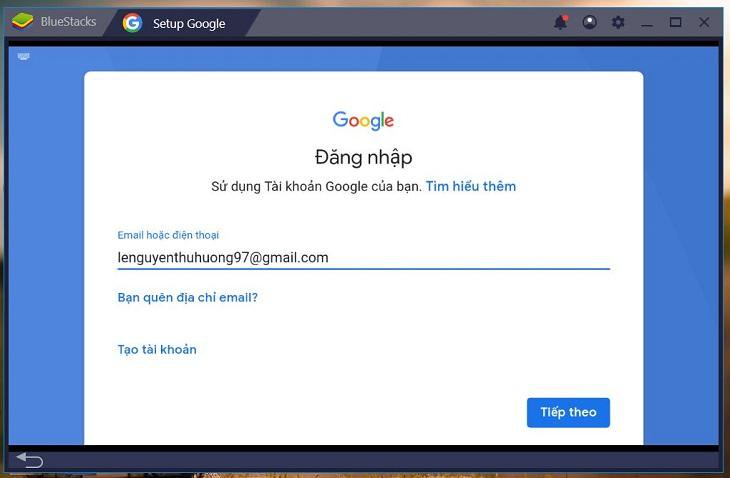 BlueStacks
Setup Google
Google
Đăng nhập
Sử dụng Tài khoản Google của bạn. Tìm hiểu thêm
Email hoặc điện thoại
lenguyenthuhuong97@gmail.com
Bạn quên địa chỉ email?
Tạo tài khoản
Tiếp theo